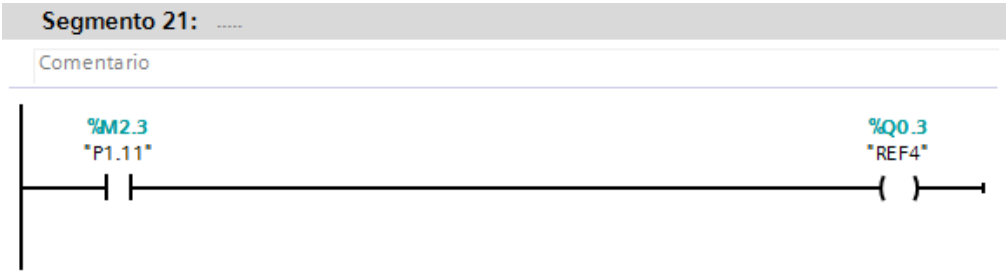 Segmento 21: .....
Comentario
%M2.3
"P1.11"
%Q0.3
"REF4"